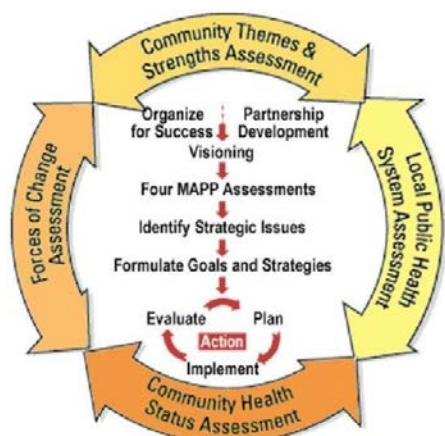 Community Themes &
Strengths Assessment
Organize
for Success
Partnership
Development
Visioning
Four MAPP Assessments
Identify Strategic Issues
Formulate Goals and Strategies
Evaluate
Plan
Action
Implement
Forces of Change
Assessment
Local Public Health
System Assessment
Community Health
Status Assessment